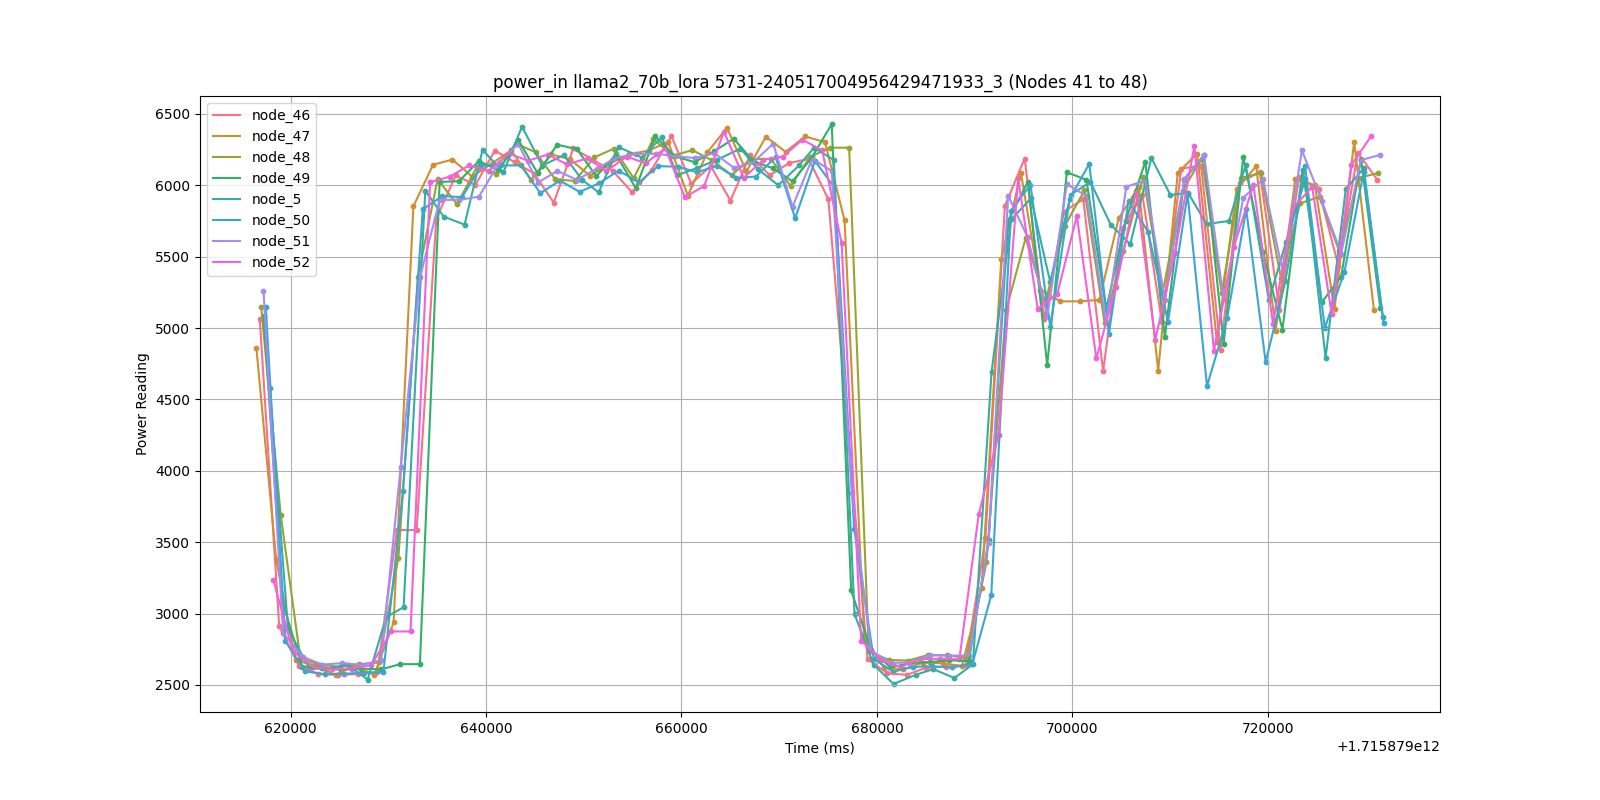 power_in llama2_70b_lora 5731-240517004956429471933_3 (Nodes 41 to 48)
6500
6000
5500
5000
4500
4000
3500
3000
2500
Power Reading
node_46
node_47
node_48
node_49
node_5
node_50
node_51
node_52
620000 640000 660000 680000 700000 720000
Time (ms)
+1.715879e12